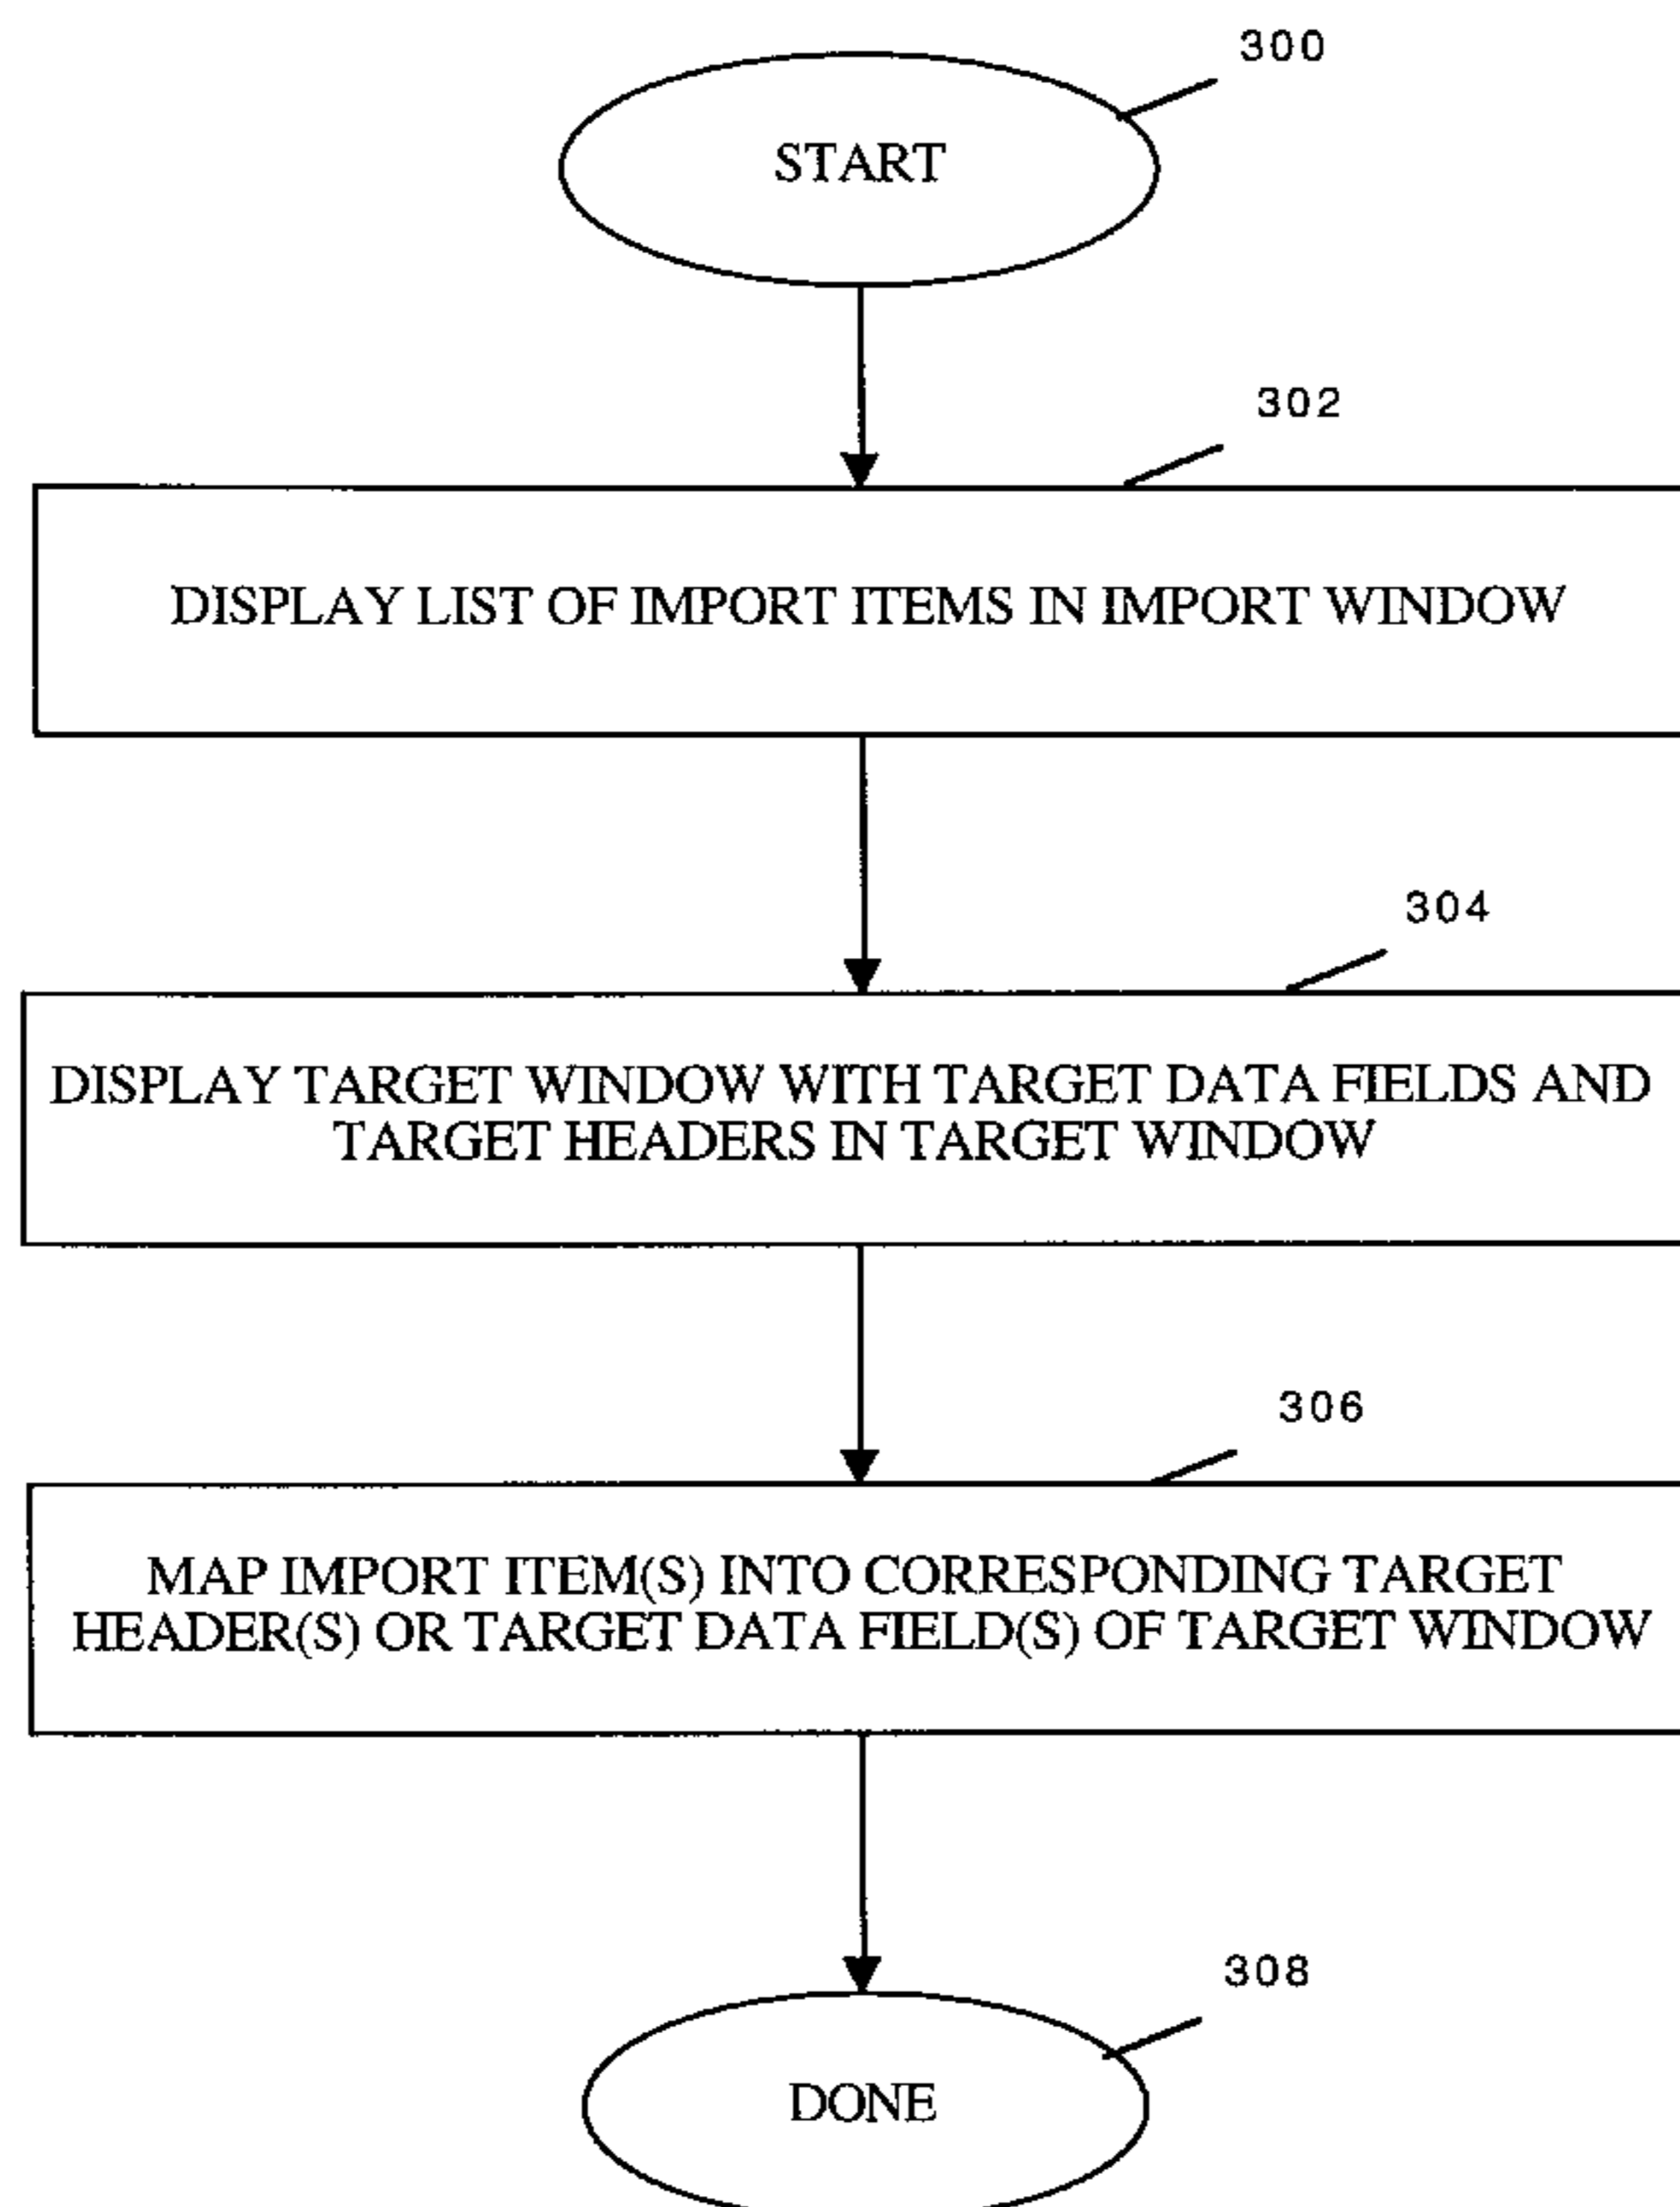 300
START
302
DISPLAY LIST OF IMPORT ITEMS IN IMPORT WINDOW
304
DISPLAY TARGET WINDOW WITH TARGET DATA FIELDS AND
TARGET HEADERS IN TARGET WINDOW
306
MAP IMPORT ITEM(S) INTO CORRESPONDING TARGET
HEADER(S) OR TARGET DATA FIELD(S) OF TARGET WINDOW
308
DONE